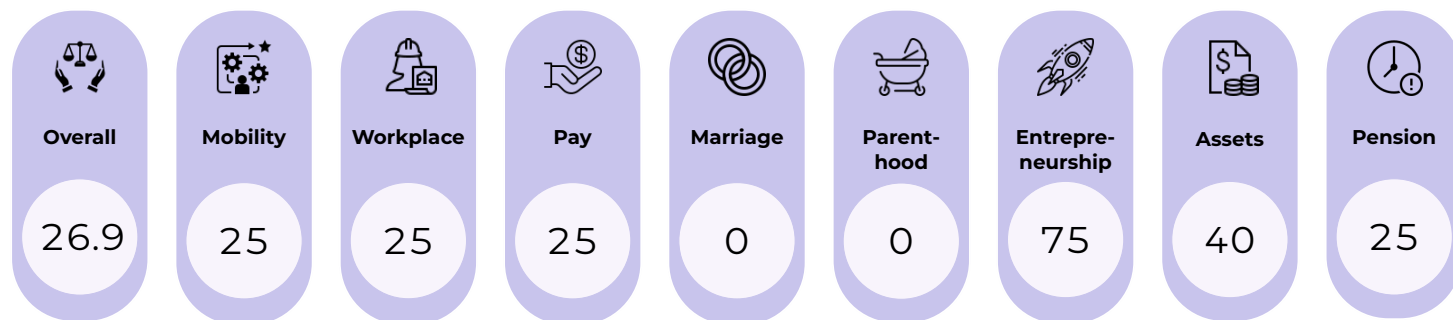 Overall
26.9
Mobility
25
Workplace
25
Pay
$
25
Marriage
0
Parent-
hood
0
Entrepre-
neurship
75
Assets
$
40
Pension
!
25